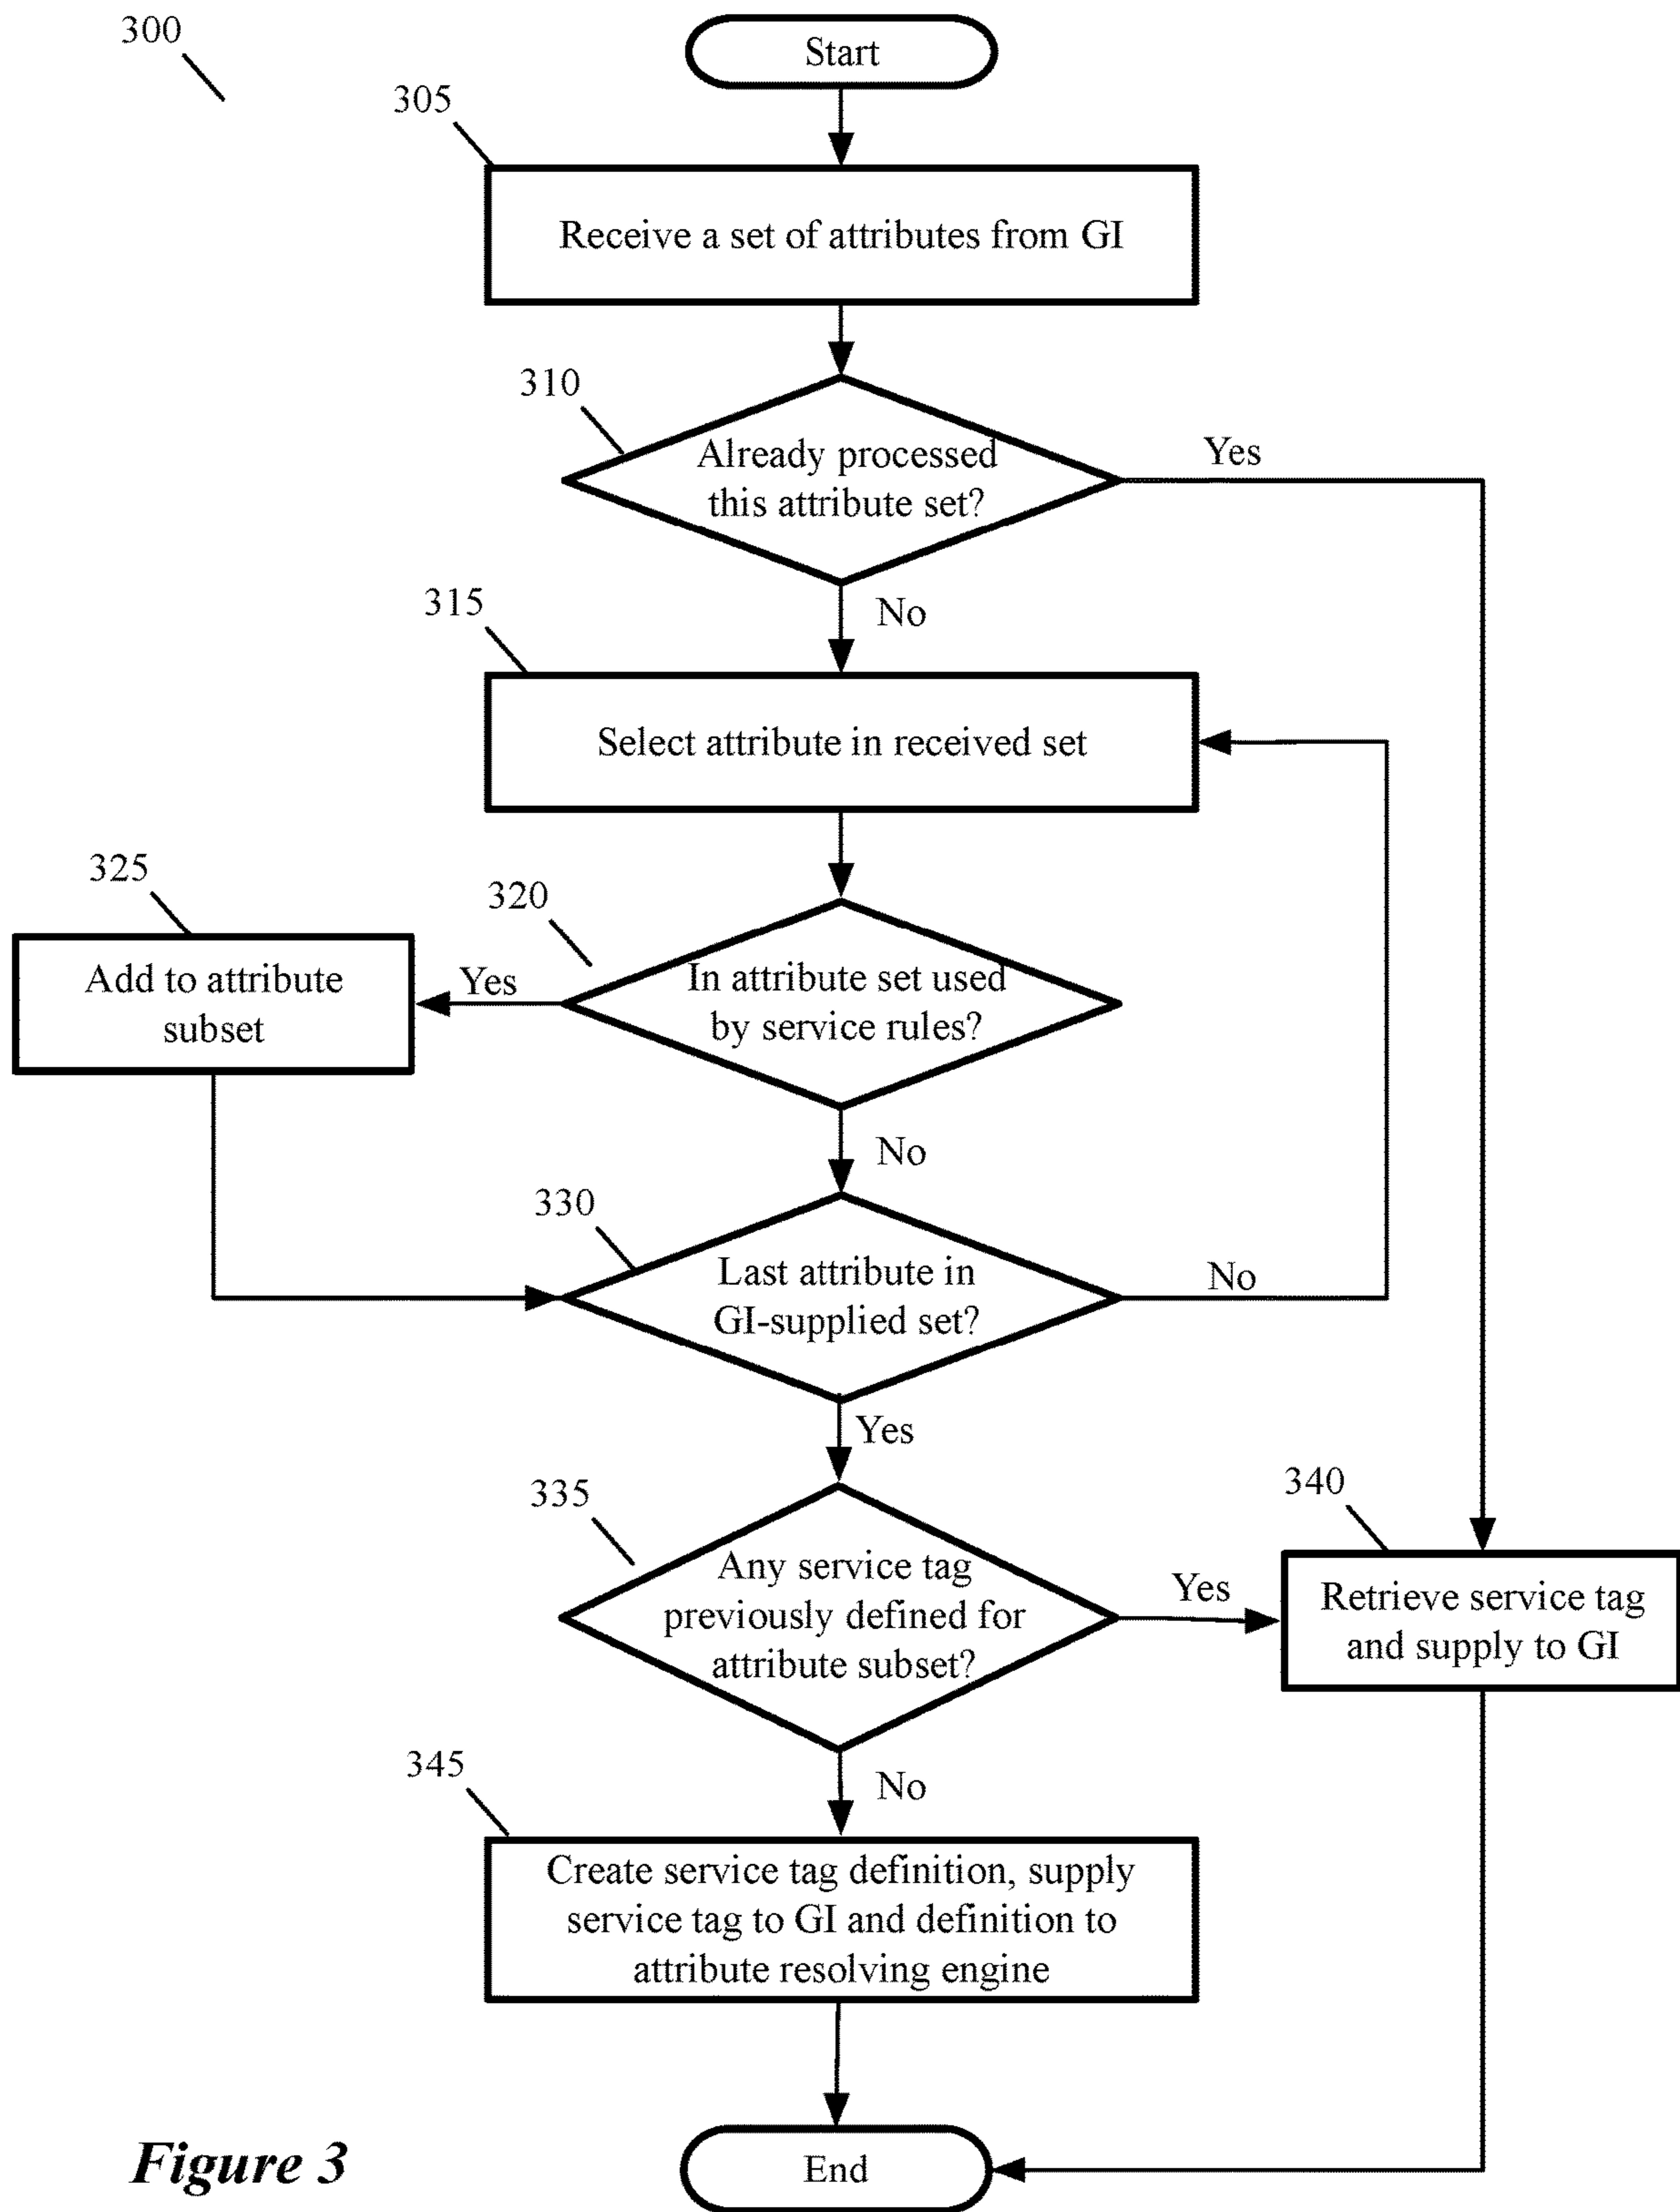 300
Start
305
Receive a set of attributes from GI
310
Already processed
this attribute set?
Yes
No
315
Select attribute in received set
325
320
Add to attribute
subset
Yes
In attribute set used
by service rules?
No
330
Last attribute in
GI-supplied set?
No
Yes
335
340
Any service tag
previously defined for
attribute subset?
Yes
Retrieve service tag
and supply to GI
345
No
Create service tag definition, supply
service tag to GI and definition to
attribute resolving engine
Figure 3
End